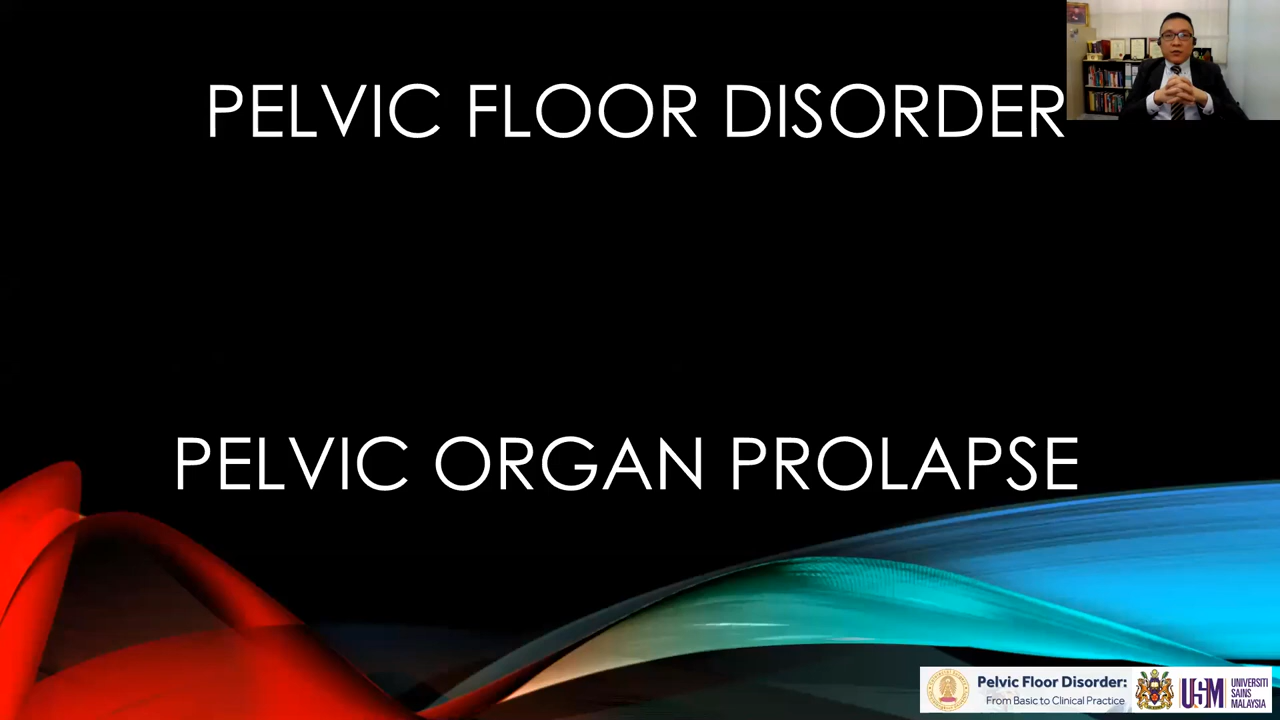 PELVIC FLOOR DISORDER
PELVIC ORGAN PROLAPSE
Pelvic Floor Disorder:
From Basic to Clinical Practice
USM
UNIVERSITI
SAINS
MALAYSIA